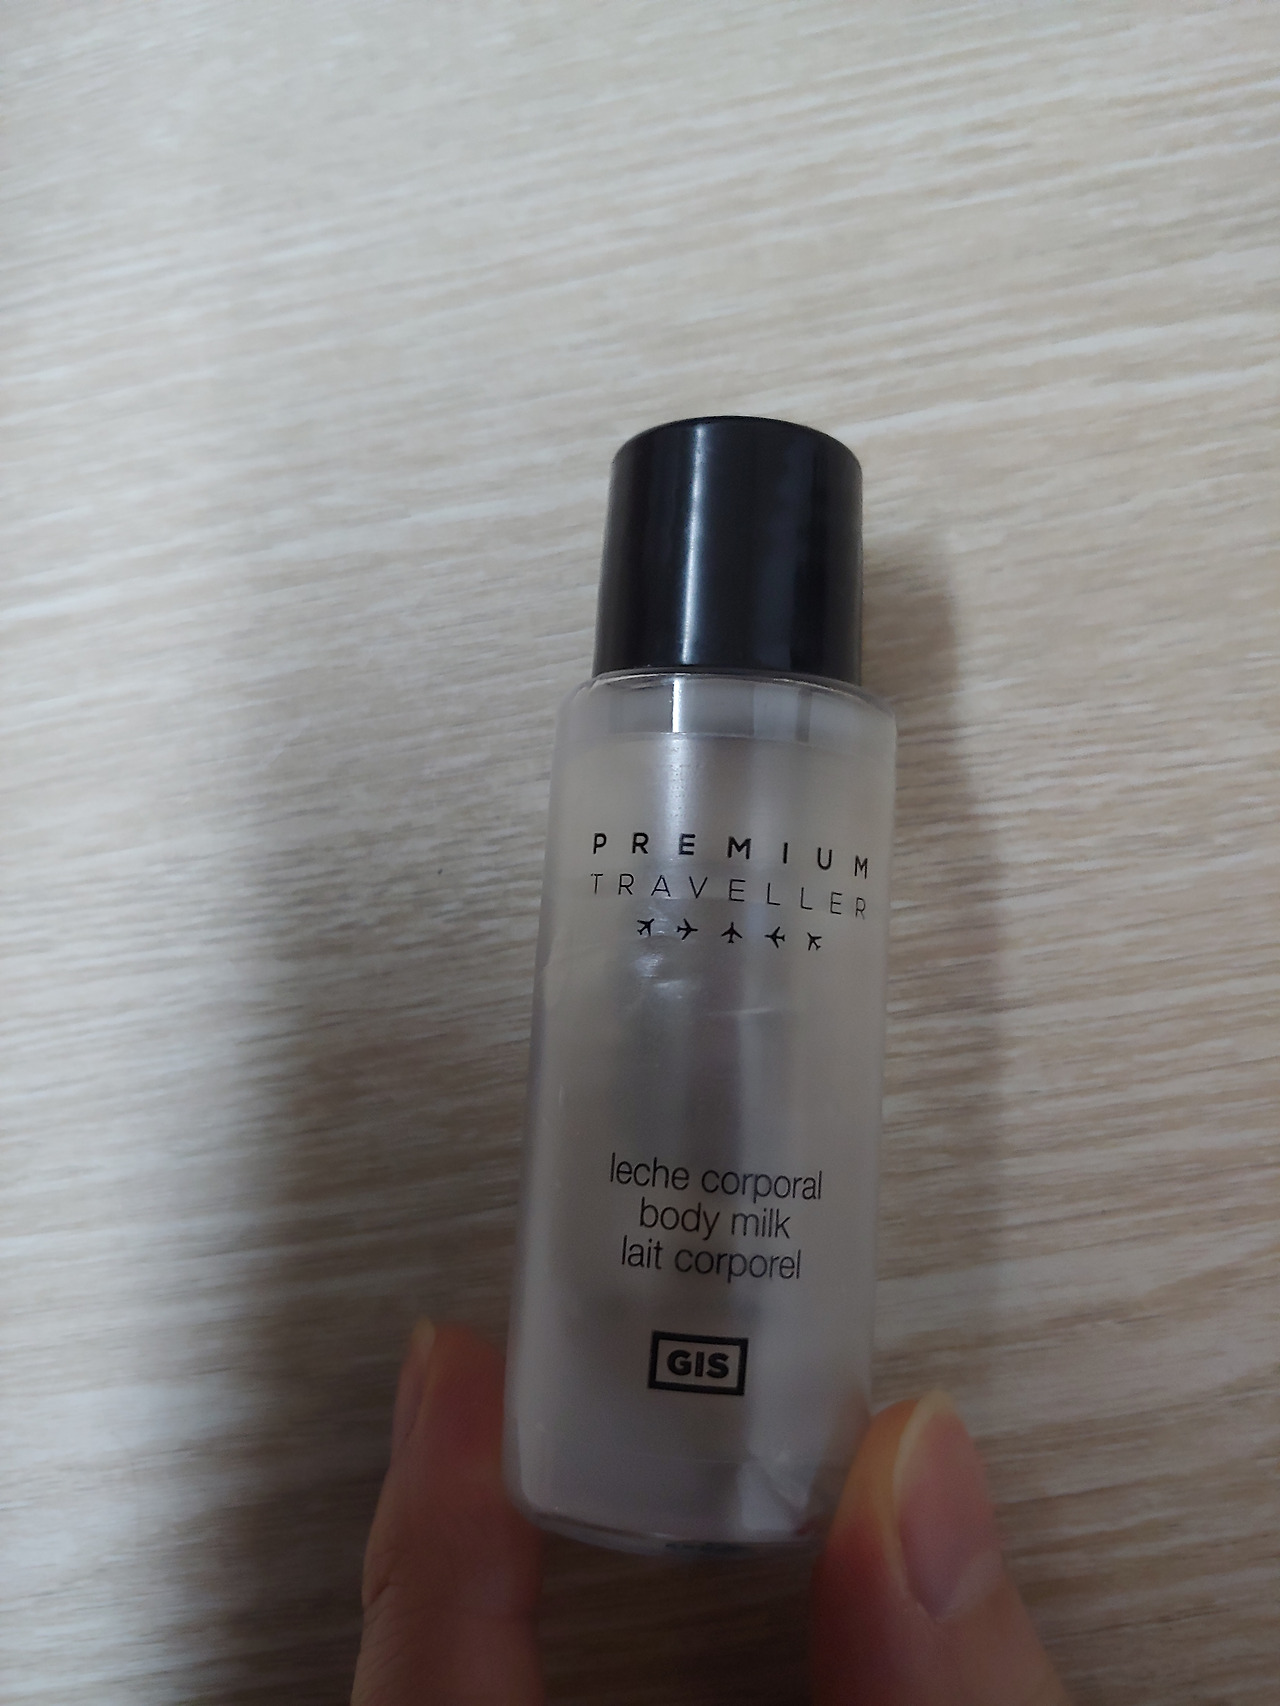 PREMIUM
TRAVELLER
leche corporal
body milk
lait corporel
GIS